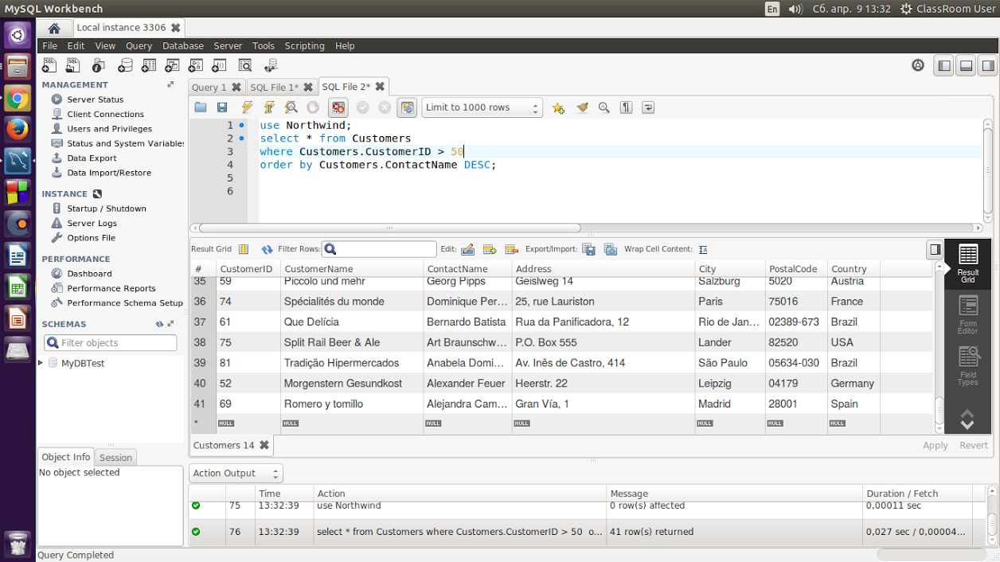 MySQL Workbench
En
Сб. апр. 9 13:32
ClassRoom User
Local instance 3306
File Edit View Query Database Server Tools Scripting Help
MANAGEMENT
Server Status
Client Connections
Users and Privileges
Status and System Variables
Data Export
Data Import/Restore
INSTANCE
Startup / Shutdown
Server Logs
Options File
PERFORMANCE
Dashboard
Performance Reports
Performance Schema Setup
SCHEMAS
Filter objects
MyDBTest
Object Info Session
No object selected
Query 1 SQL File 1* SQL File 2*
Limit to 1000 rows
1 use Northwind;
2 select * from Customers
3 where Customers.CustomerID > 50
4 order by Customers.ContactName DESC;
5
6
Result Grid Filter Rows: Edit: Export/Import: Wrap Cell Content: IA
# CustomerID CustomerName ContactName Address City PostalCode Country
35 59 Piccolo und mehr Georg Pipps Geislweg 14 Salzburg 5020 Austria
36 74 Spécialités du monde Dominique Per... 25, rue Lauriston Paris 75016 France
37 61 Que Delícia Bernardo Batista Rua da Panificadora, 12 Rio de Jan... 02389-673 Brazil
38 75 Split Rail Beer & Ale Art Braunschw... P.O. Box 555 Lander 82520 USA
39 81 Tradição Hipermercados Anabela Domi... Av. Inês de Castro, 414 São Paulo 05634-030 Brazil
40 52 Morgenstern Gesundkost Alexander Feuer Heerstr. 22 Leipzig 04179 Germany
41 69 Romero y tomillo Alejandra Cam... Gran Vía, 1 Madrid 28001 Spain
* NULL NULL NULL NULL NULL NULL NULL
Result
Grid
Form
Editor
Field
Types
Customers 14
Apply Revert
Action Output
Time Action Message Duration / Fetch
75 13:32:39 use Northwind 0 row(s) affected 0,00011 sec
76 13:32:39 select * from Customers where Customers.CustomerID > 50 o... 41 row(s) returned 0,027 sec / 0,00004...
Query Completed